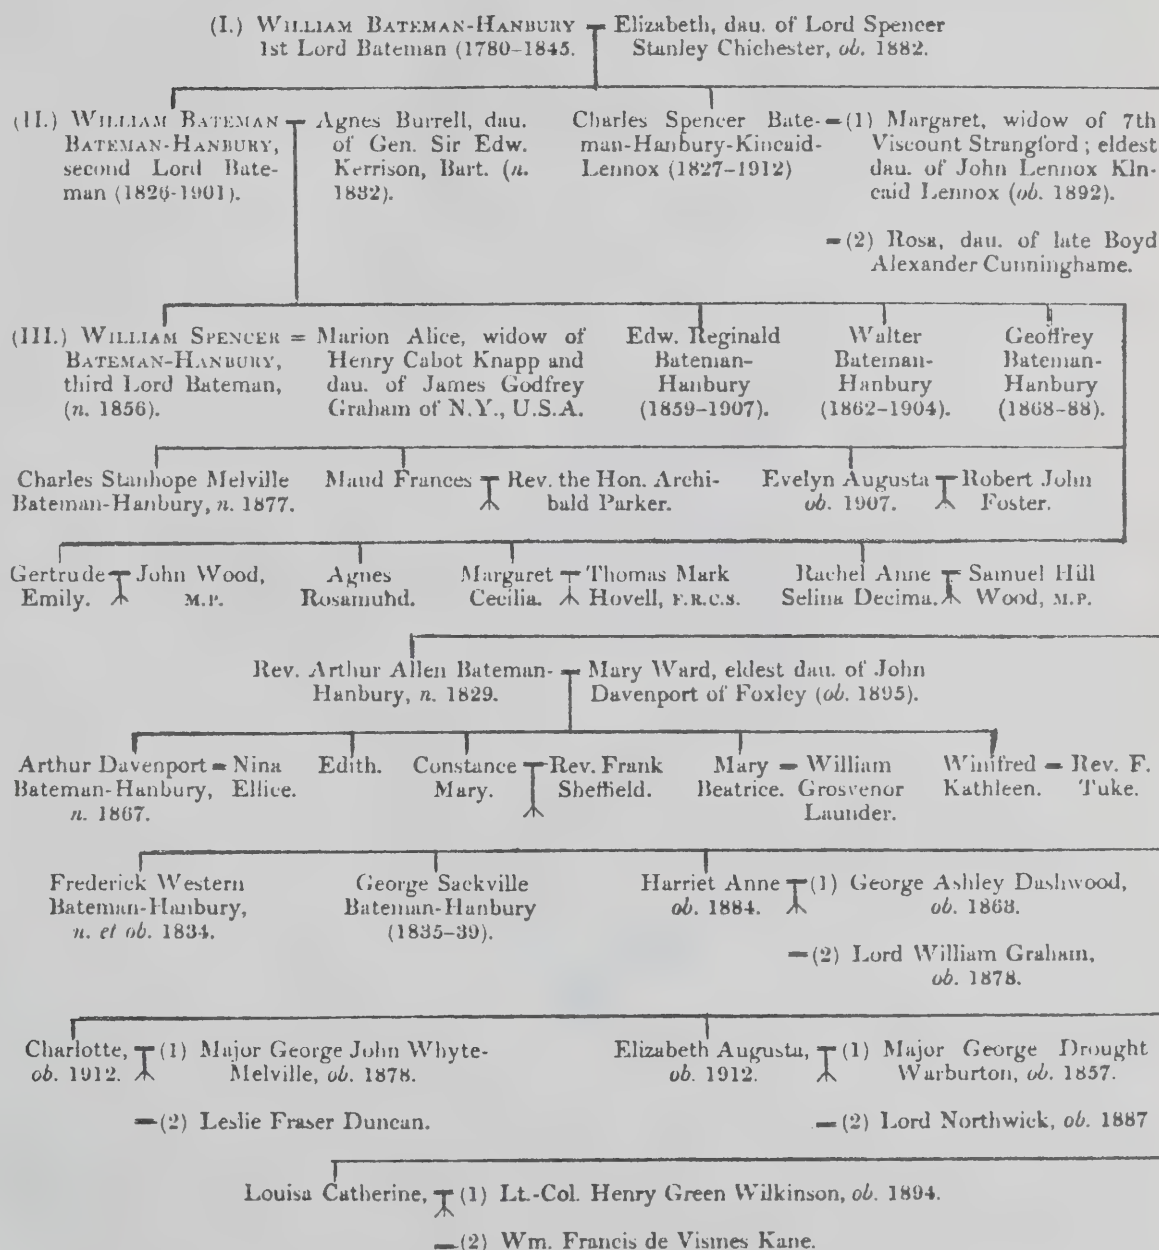 (I.) WILLIAM BATEMAN-HANBURY = Elizabeth, dau. of Lord Spencer
1st Lord Bateman (1780-1845. Stanley Chichester, ob. 1882.
(II.) WILLIAM BATEMAN = Agnes Burrell, dau. Charles Spencer Bate- =(1) Margaret, widow of 7th
BATEMAN-HANBURY, of Gen. Sir Edw. man-Hanbury-Kincaid- Viscount Strangford; eldest
second Lord Bate- Kerrison, Bart. (n. Lennox (1827-1912) dau. of John Lennox Kin-
man (1826-1901). 1832). caid Lennox (ob. 1892).
=(2) Rosa, dau. of late Boyd
Alexander Cunninghame.
(III.) WILLIAM SPENCER = Marion Alice, widow of Edw. Reginald Walter Geoffrey
BATEMAN-HANBURY, Henry Cabot Knapp and Bateman- Bateman- Bateman-
third Lord Bateman, dau. of James Godfrey Hanbury Hanbury Hanbury
(n. 1856). Graham of N.Y., U.S.A. (1859-1907). (1862-1904). (1868-88).
Charles Stanhope Melville Maud Frances = Rev. the Hon. Archi- Evelyn Augusta = Robert John
Bateman-Hanbury, n. 1877. bald Parker. ob. 1907. Foster.
Gertrude = John Wood, Agnes Margaret = Thomas Mark Rachel Anne = Samuel Hill
Emily. M.P. Rosamuhd. Cecilia. Hovell, F.R.C.S. Selina Decima. Wood, M.P.
Rev. Arthur Allen Bateman- = Mary Ward, eldest dau. of John
Hanbury, n. 1829. Davenport of Foxley (ob. 1895).
Arthur Davenport = Nina Edith. Constance = Rev. Frank Mary = William Winifred = Rev. F.
Bateman-Hanbury, Ellice. Mary. Sheffield. Beatrice. Grosvenor Kathleen. Tuke.
n. 1867. Launder.
Frederick Western George Sackville Harriet Anne = (1) George Ashley Dashwood,
Bateman-Hanbury, Bateman-Hanbury ob. 1884. ob. 1863.
n. et ob. 1834. (1835-39).
=(2) Lord William Graham,
ob. 1878.
Charlotte, = (1) Major George John Whyte- Elizabeth Augusta, = (1) Major George Drought
ob. 1912. Melville, ob. 1878. ob. 1912. Warburton, ob. 1857.
=(2) Leslie Fraser Duncan. =(2) Lord Northwick, ob. 1887
Louisa Catherine, = (1) Lt.-Col. Henry Green Wilkinson, ob. 1894.
=(2) Wm. Francis de Vismes Kane.